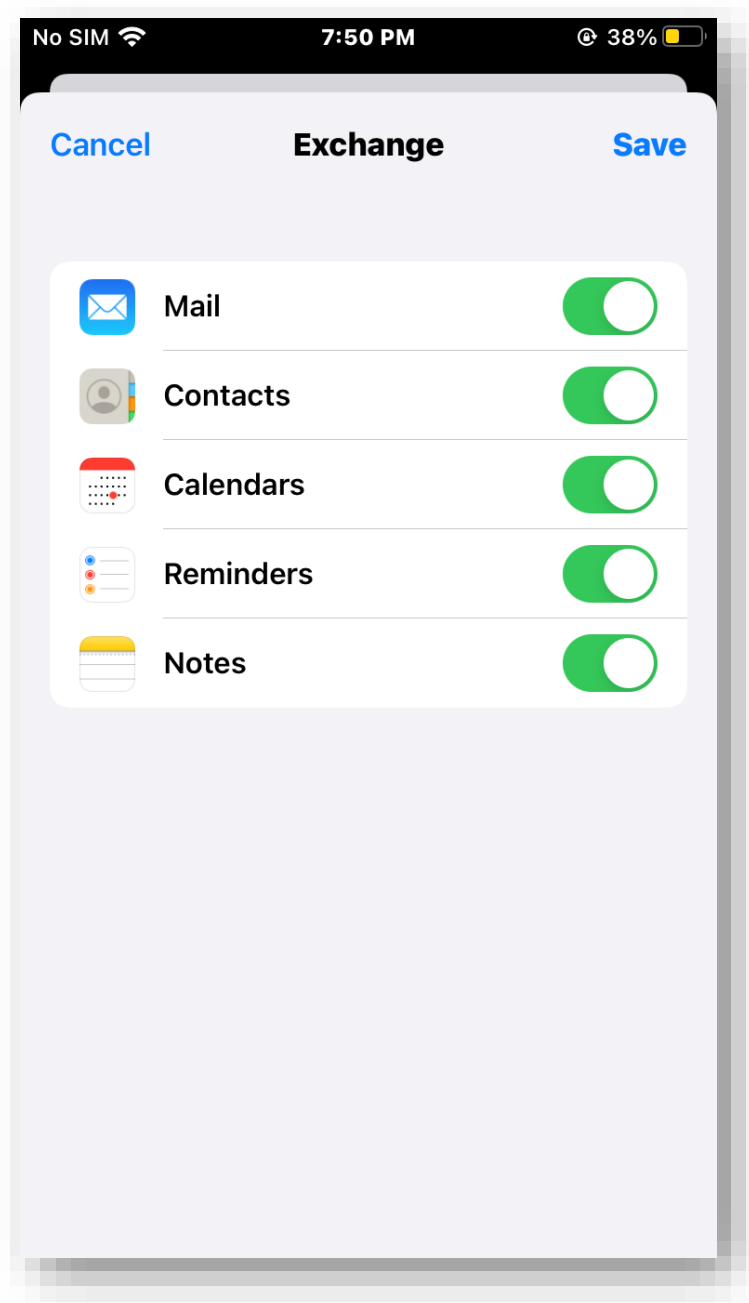 No SIM 7:50 PM 38%
Cancel Exchange Save
Mail
Contacts
Calendars
Reminders
Notes